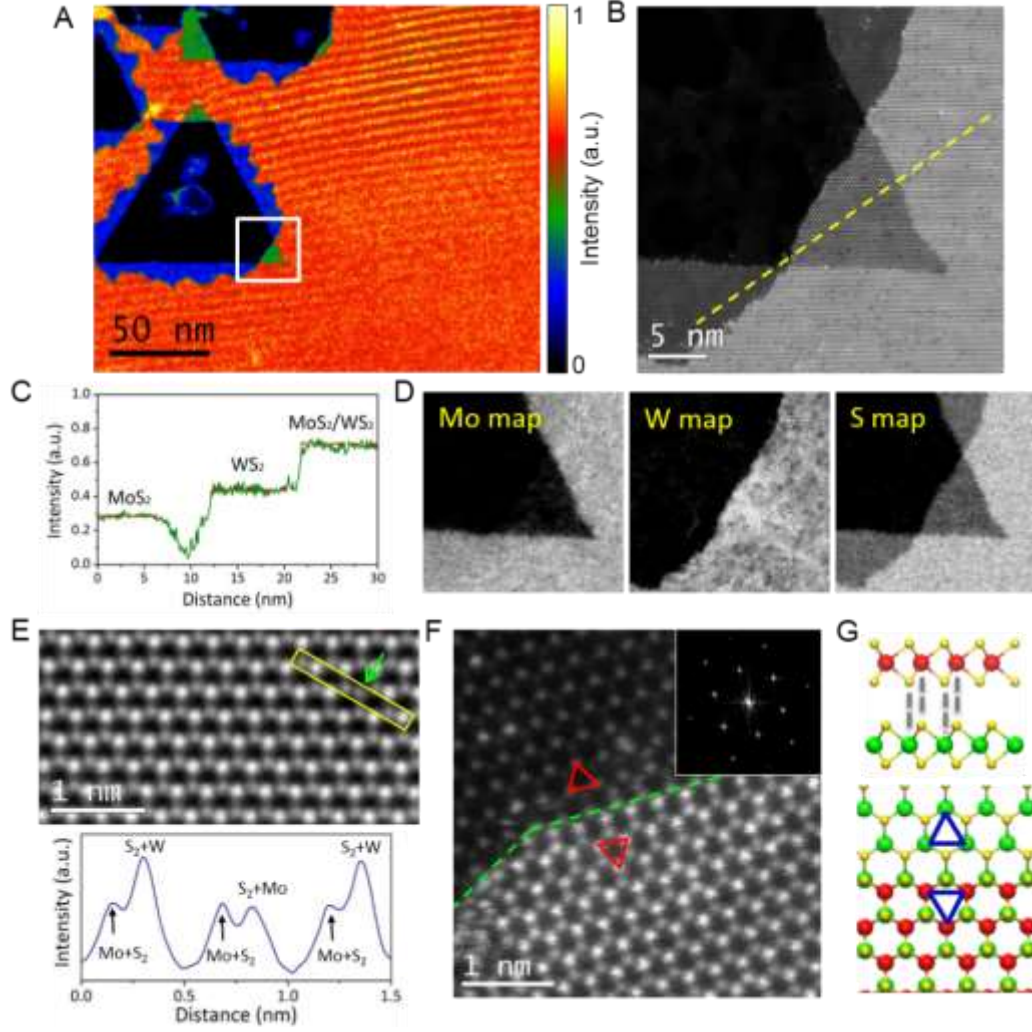 A
1
Intensity (a.u.)
0
50 nm
B
5 nm
C
Intensity (a.u.)
1.0
0.8
0.6
0.4
0.2
0.0
MoS₂
WS₂
MoS₂/WS₂
0 5 10 15 20 25 30
Distance (nm)
D
Mo map
W map
S map
E
1 nm
Intensity (a.u.)
S₂+W
S₂+Mo
S₂+W
Mo+S₂
Mo+S₂
Mo+S₂
0.0 0.5 1.0 1.5
Distance (nm)
F
1 nm
G